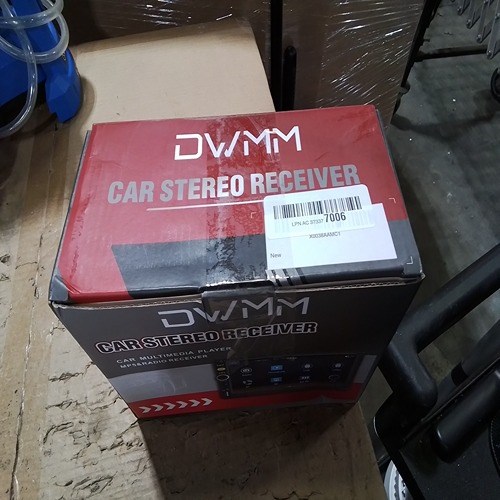 DWMM
CAR STEREO RECEIVER
7006
New
DWMM
CAR STEREO RECEIVER
CAR MULTIMEDIA PLAYER
MP5&RADIO RECEIVER